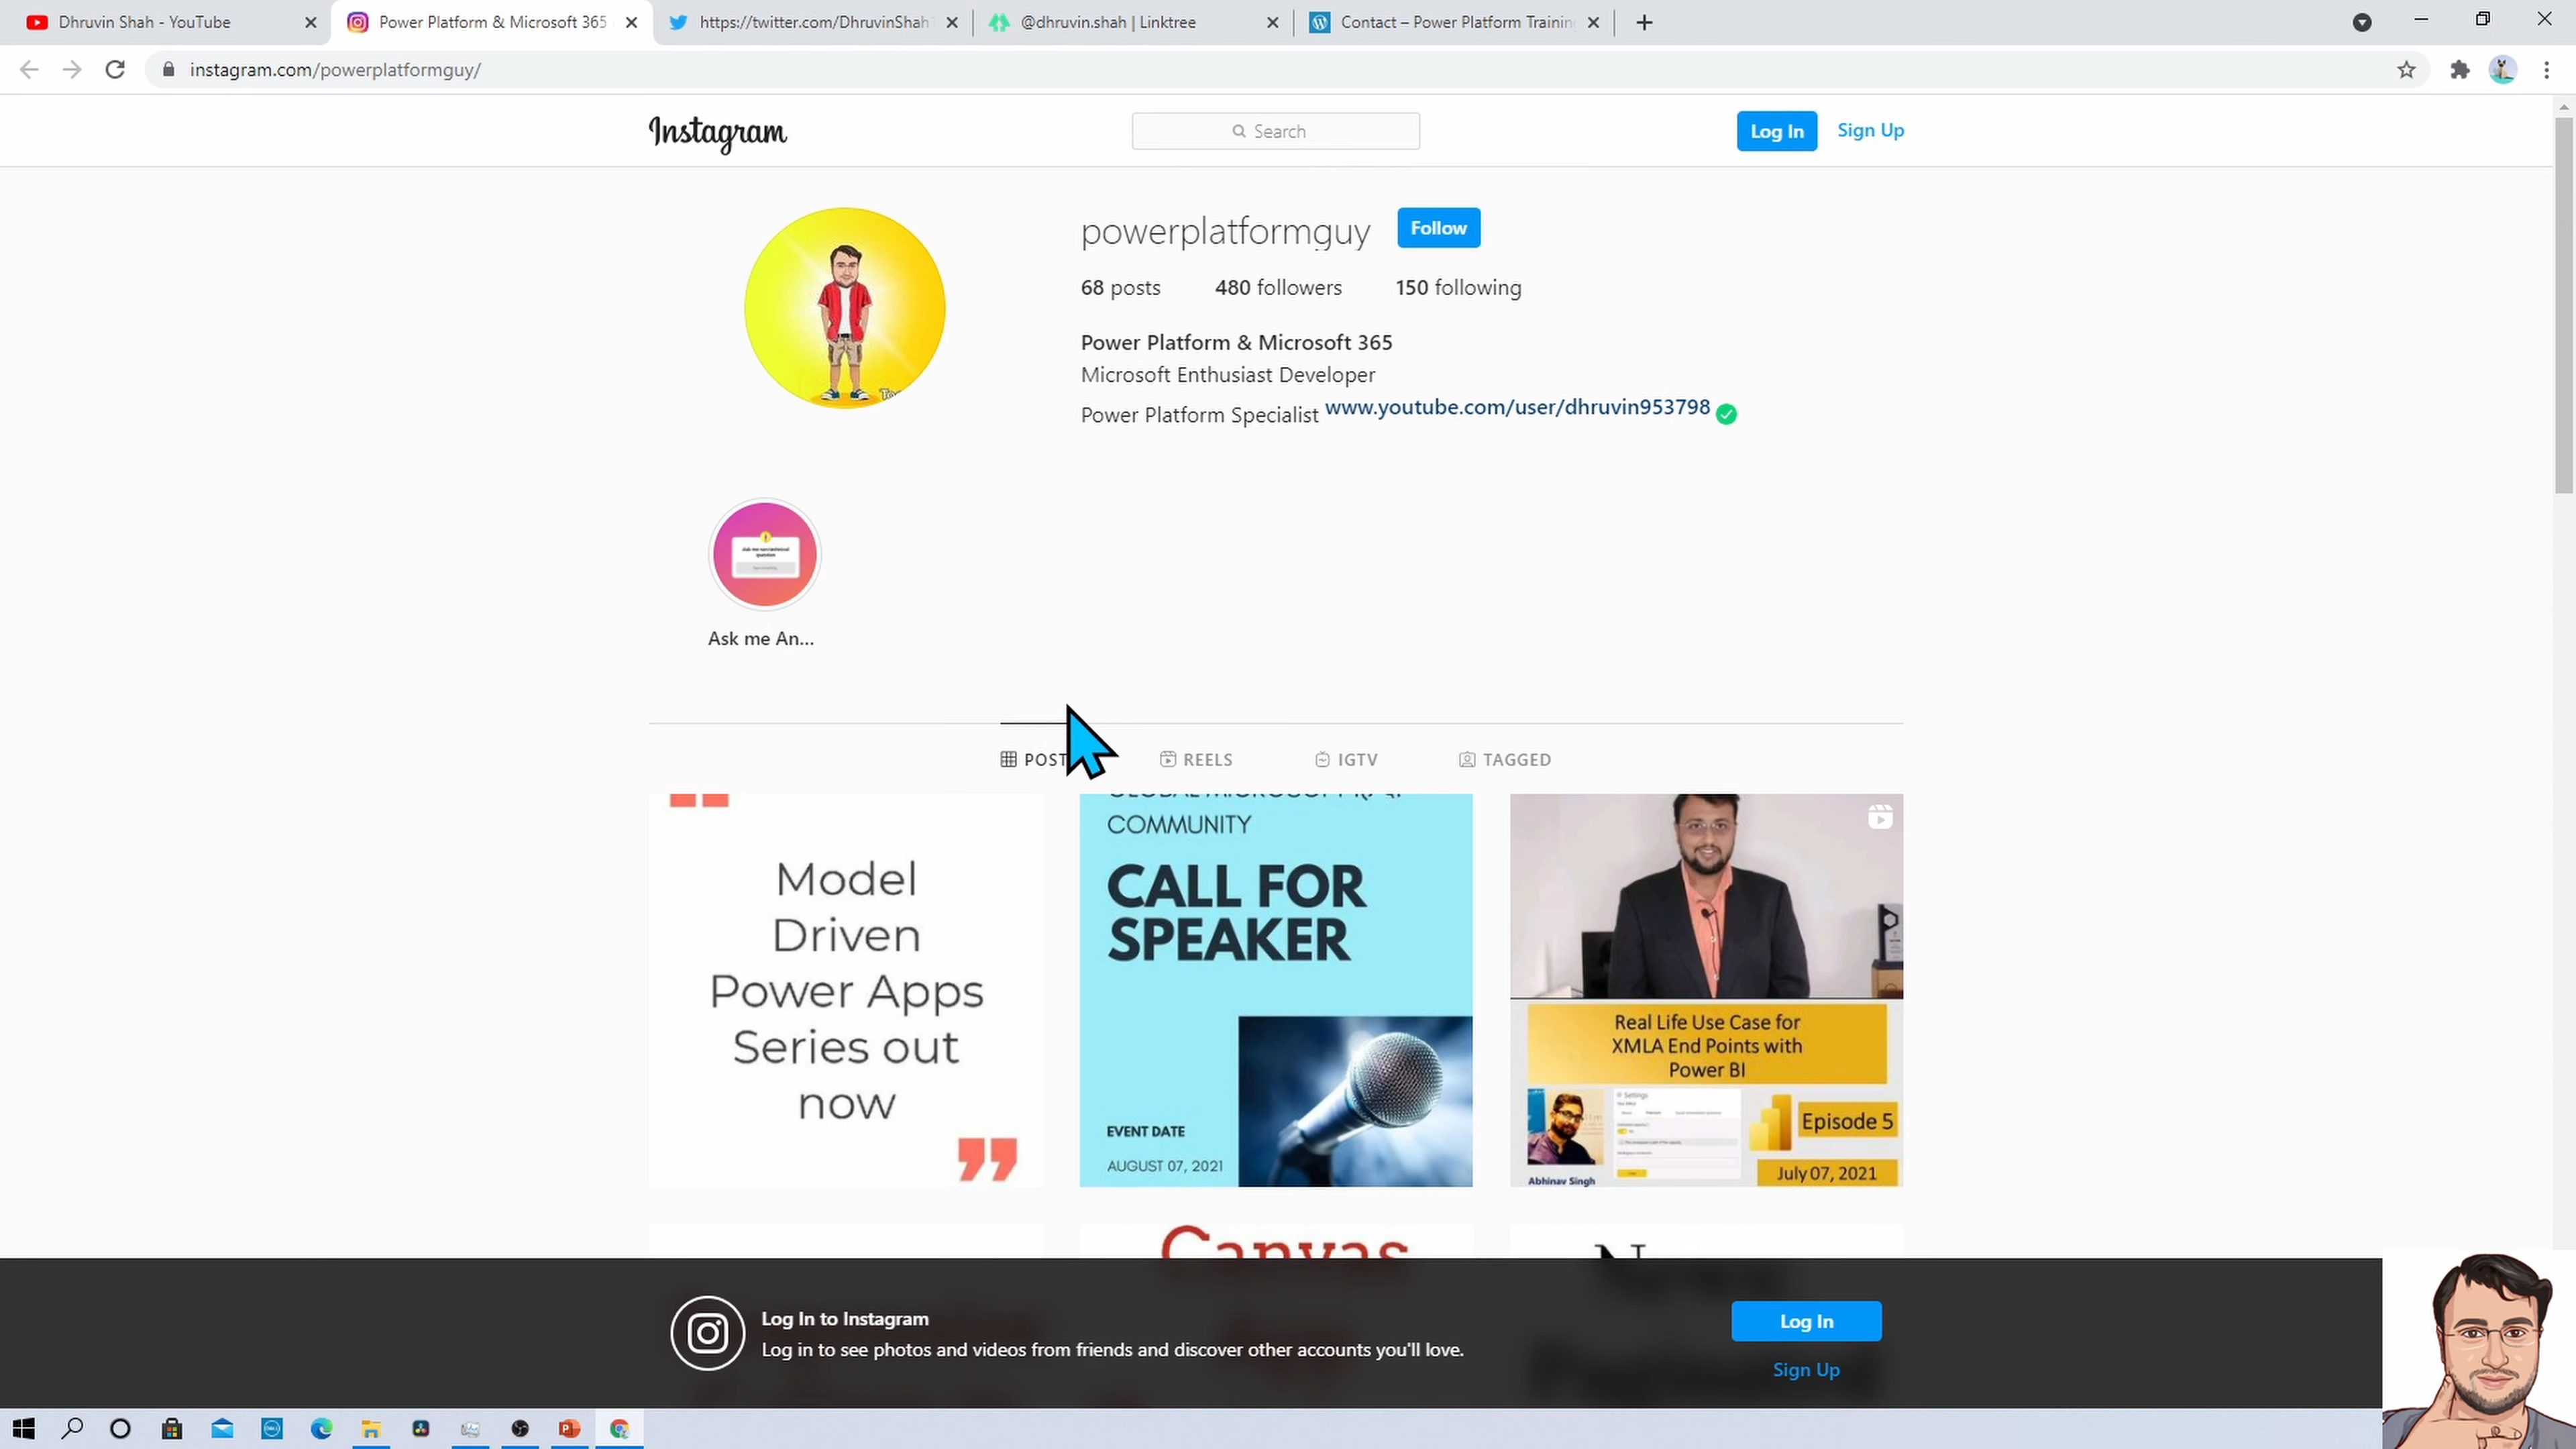 Dhruvin Shah - YouTube
Power Platform & Microsoft 365
https://twitter.com/DhruvinShah
@dhruvin.shah | Linktree
Contact – Power Platform Trainin
instagram.com/powerplatformguy/
Instagram
Search
Log In
Sign Up
powerplatformguy
Follow
68 posts
480 followers
150 following
Power Platform & Microsoft 365
Microsoft Enthusiast Developer
Power Platform Specialist www.youtube.com/user/dhruvin953798
Ask me non technical question
Ask me An...
POST
REELS
IGTV
TAGGED
Model
Driven
Power Apps
Series out
now
COMMUNITY
CALL FOR
SPEAKER
EVENT DATE
AUGUST 07, 2021
Real Life Use Case for
XMLA End Points with
Power BI
Settings
Episode 5
July 07, 2021
Abhinav Singh
Canvas
Log In to Instagram
Log in to see photos and videos from friends and discover other accounts you'll love.
Log In
Sign Up